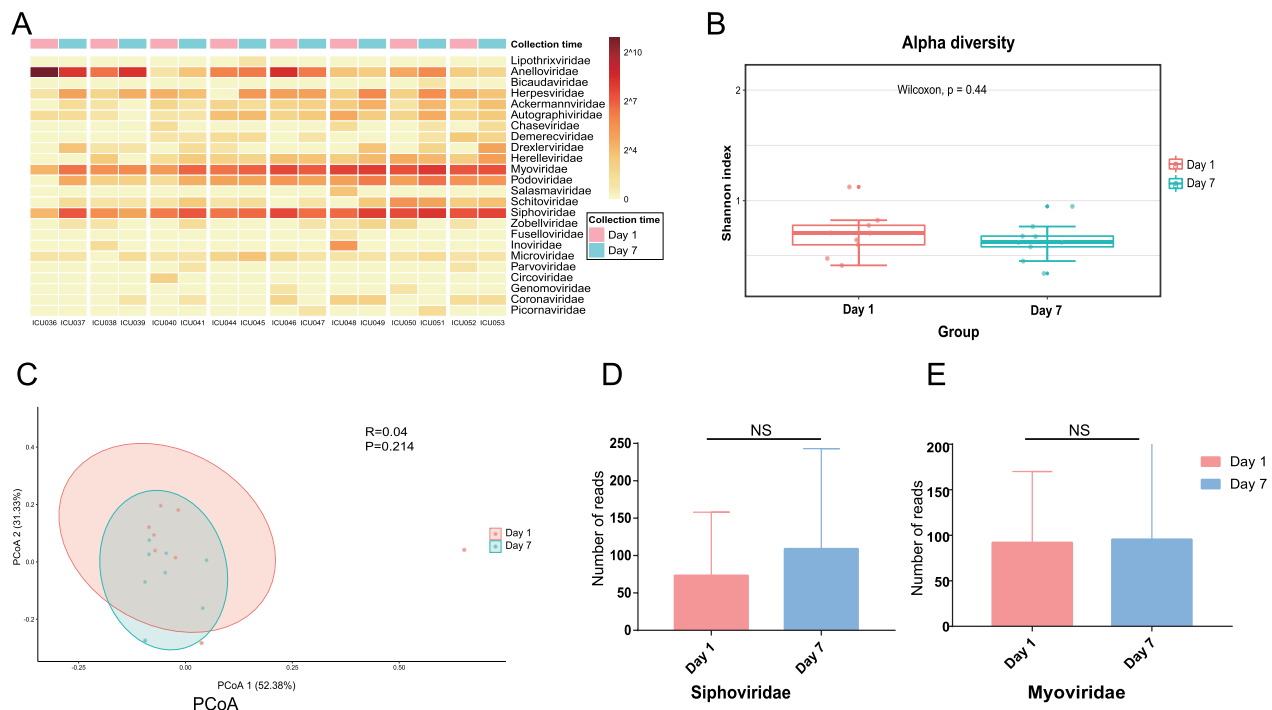 A
Collection time
Lipothrixviridae
Anelloviridae
Bicaudaviridae
Herpesviridae
Ackermannviridae
Autographiviridae
Chaseviridae
Demerecviridae
Drexlerviridae
Herelleviridae
Myoviridae
Podoviridae
Salasmaviridae
Schitoviridae
Siphoviridae
Zobellviridae
Fuselloviridae
Inoviridae
Microviridae
Parvoviridae
Circoviridae
Genomoviridae
Coronaviridae
Picornaviridae
ICU036 ICU037 ICU038 ICU039 ICU040 ICU041 ICU044 ICU045 ICU046 ICU047 ICU048 ICU049 ICU050 ICU051 ICU052 ICU053
2^10
2^7
2^4
0
Collection time
Day 1
Day 7
B
Alpha diversity
Wilcoxon, p = 0.44
2
1
Shannon index
Day 1 Day 7
Group
Day 1
Day 7
C
R=0.04
P=0.214
0.4
0.2
0.0
-0.2
PCoA 2 (31.33%)
-0.25 0.00 0.25 0.50
PCoA 1 (52.38%)
PCoA
Day 1
Day 7
D
NS
250
200
150
100
50
0
Number of reads
Day 1 Day 7
Siphoviridae
E
NS
200
150
100
50
0
Number of reads
Day 1 Day 7
Myoviridae
Day 1
Day 7